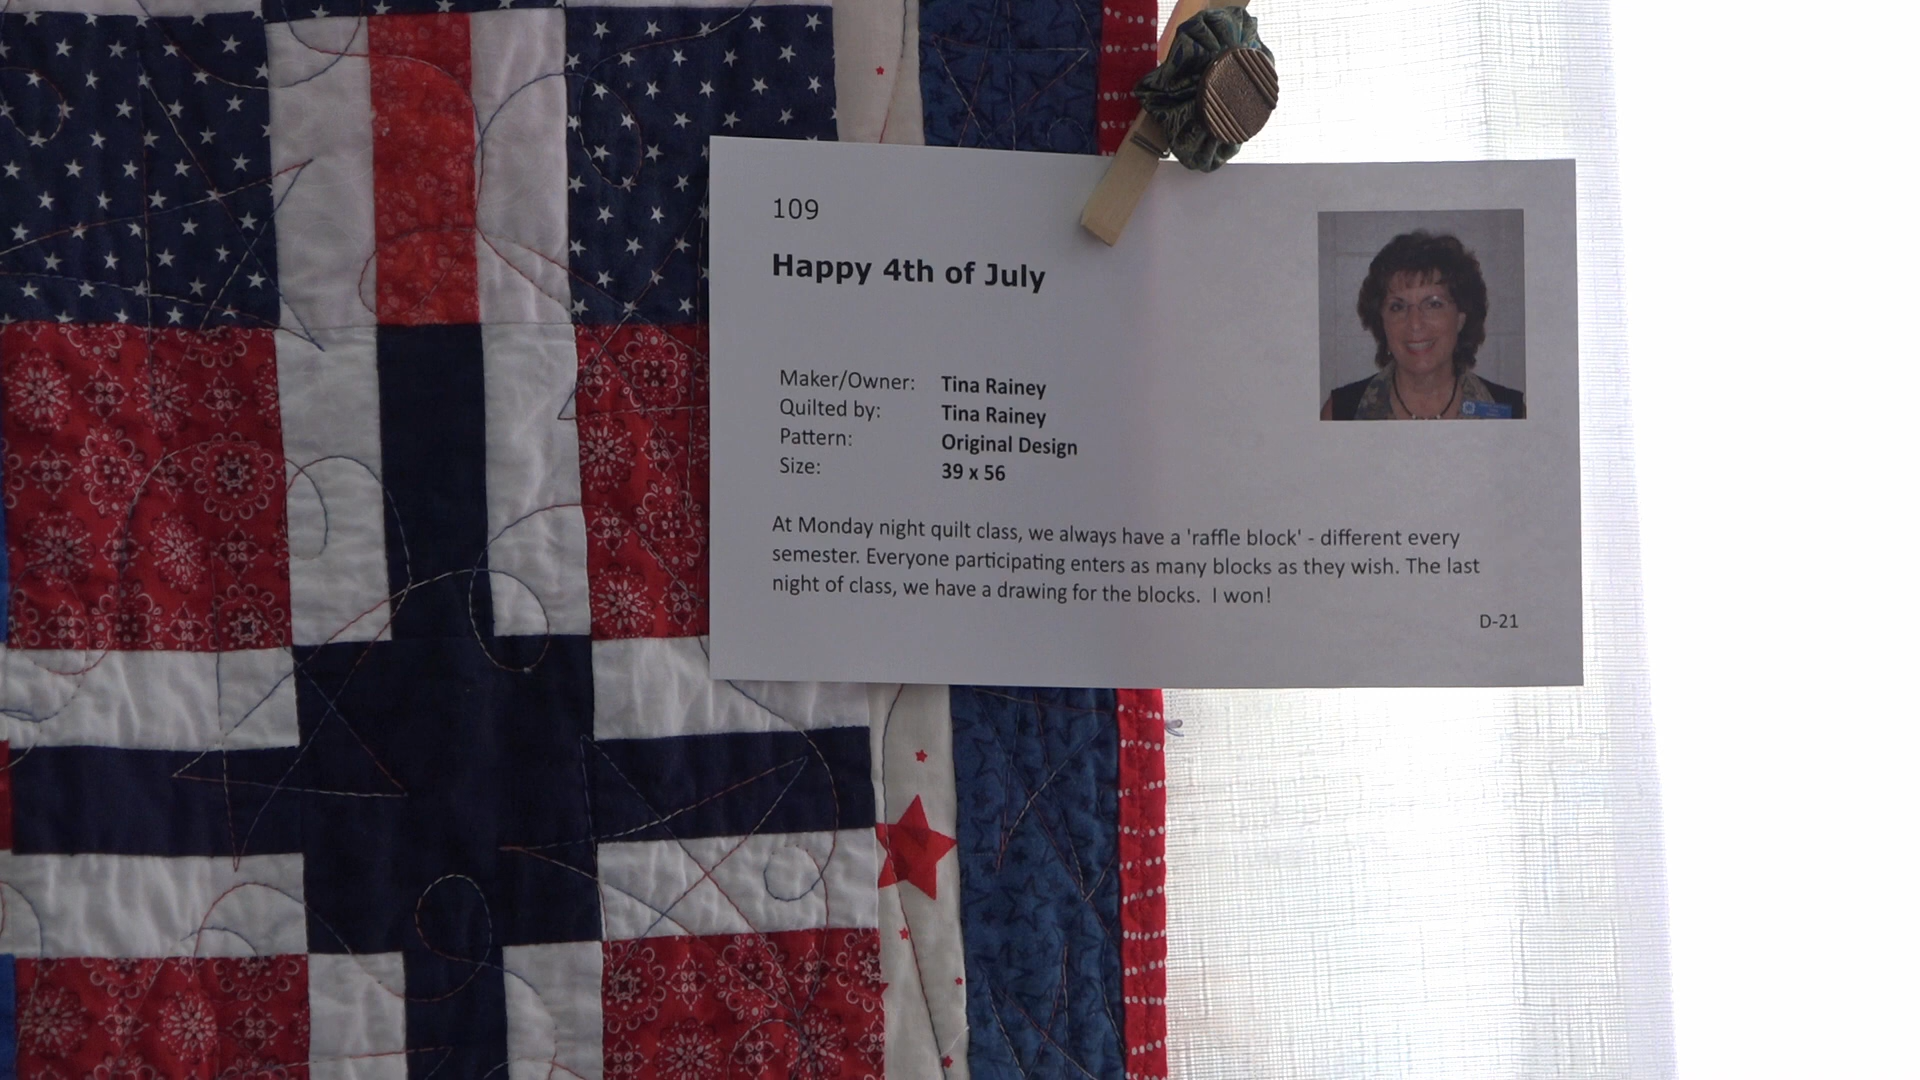 109
Happy 4th of July
Maker/Owner: Tina Rainey
Quilted by: Tina Rainey
Pattern: Original Design
Size: 39 x 56
At Monday night quilt class, we always have a 'raffle block' - different every
semester. Everyone participating enters as many blocks as they wish. The last
night of class, we have a drawing for the blocks.  I won!
D-21